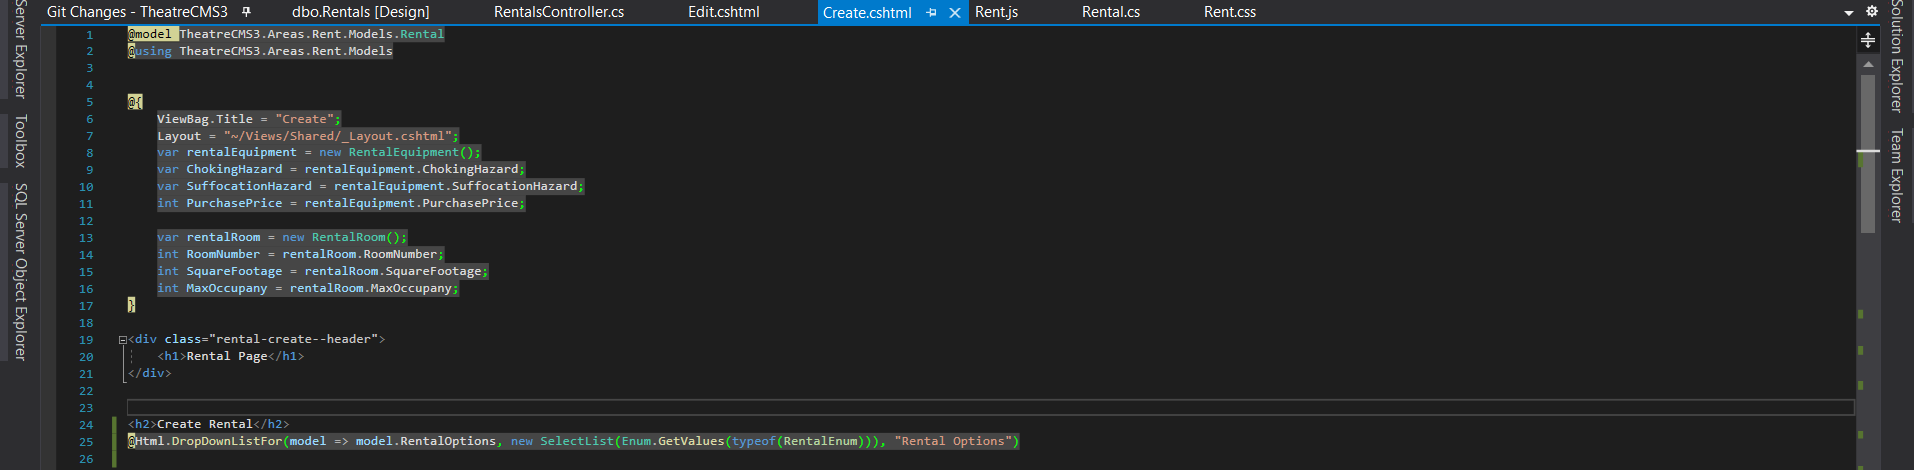 Git Changes - TheatreCMS3 dbo.Rentals [Design] RentalsController.cs Edit.cshtml Create.cshtml Rent.js Rental.cs Rent.css
Server Explorer
Toolbox
SQL Server Object Explorer
1 @model TheatreCMS3.Areas.Rent.Models.Rental
2 @using TheatreCMS3.Areas.Rent.Models
3
4
5 @{
6 ViewBag.Title = "Create";
7 Layout = "~/Views/Shared/_Layout.cshtml";
8 var rentalEquipment = new RentalEquipment();
9 var ChokingHazard = rentalEquipment.ChokingHazard;
10 var SuffocationHazard = rentalEquipment.SuffocationHazard;
11 int PurchasePrice = rentalEquipment.PurchasePrice;
12
13 var rentalRoom = new RentalRoom();
14 int RoomNumber = rentalRoom.RoomNumber;
15 int SquareFootage = rentalRoom.SquareFootage;
16 int MaxOccupany = rentalRoom.MaxOccupany;
17 }
18
19 <div class="rental-create--header">
20 <h1>Rental Page</h1>
21 </div>
22
23
24 <h2>Create Rental</h2>
25 @Html.DropDownListFor(model => model.RentalOptions, new SelectList(Enum.GetValues(typeof(RentalEnum))), "Rental Options")
26
Solution Explorer
Team Explorer